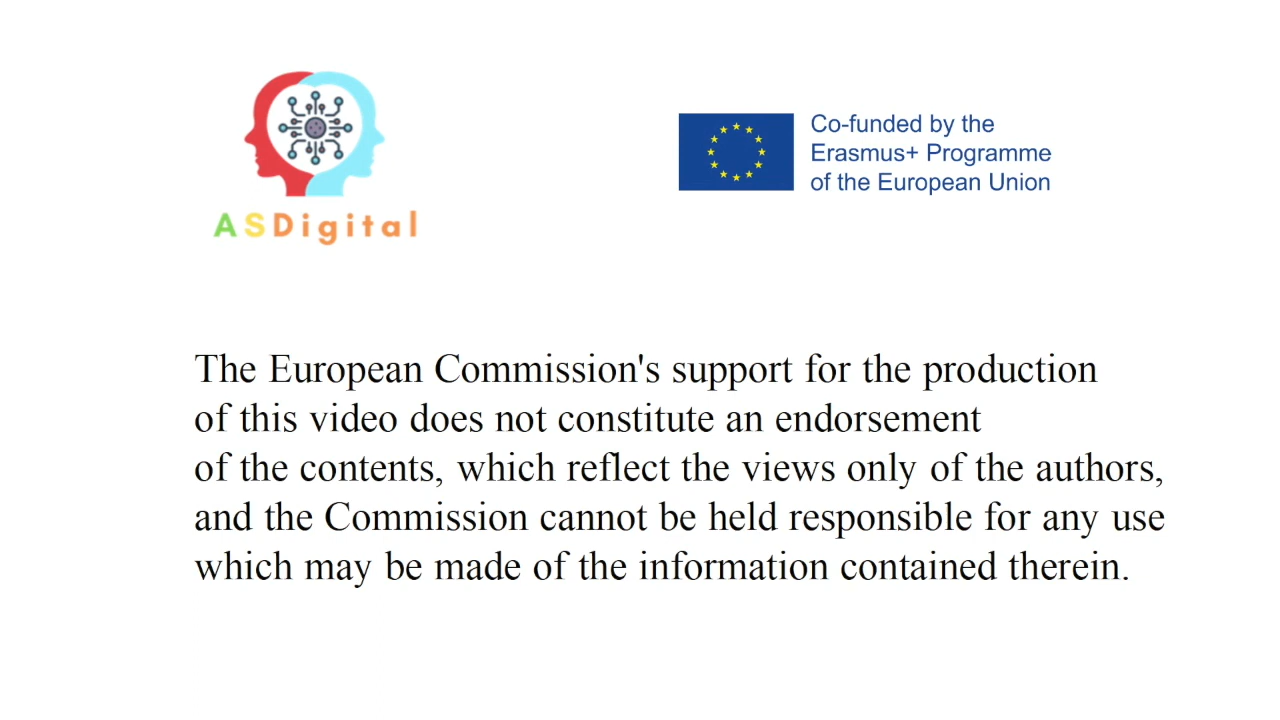 ASDigital
Co-funded by the
Erasmus+ Programme
of the European Union
The European Commission's support for the production
of this video does not constitute an endorsement
of the contents, which reflect the views only of the authors,
and the Commission cannot be held responsible for any use
which may be made of the information contained therein.